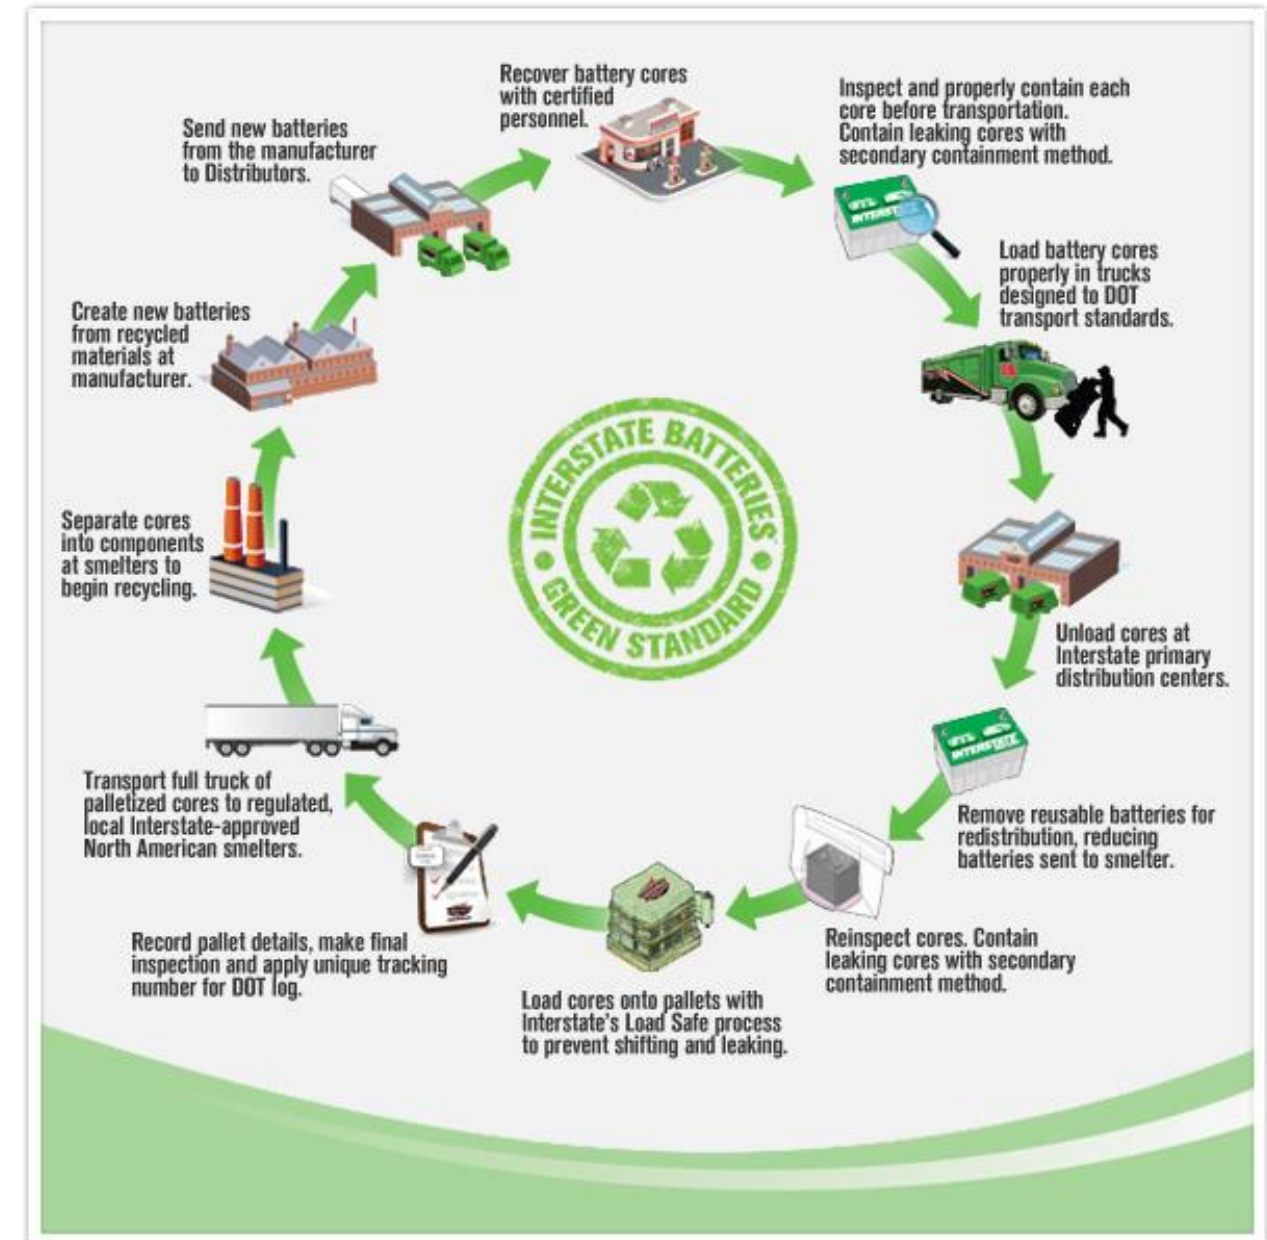 Recover battery cores
with certified
personnel.
Inspect and properly contain each
core before transportation.
Contain leaking cores with
secondary containment method.
INTERSTATE
Load battery cores
properly in trucks
designed to DOT
transport standards.
Unload cores at
Interstate primary
distribution centers.
INTERSTATE
Remove reusable batteries for
redistribution, reducing
batteries sent to smelter.
Reinspect cores. Contain
leaking cores with secondary
containment method.
Load cores onto pallets with
Interstate's Load Safe process
to prevent shifting and leaking.
Record pallet details, make final
inspection and apply unique tracking
number for DOT log.
Transport full truck of
palletized cores to regulated,
local Interstate-approved
North American smelters.
Separate cores
into components
at smelters to
begin recycling.
Create new batteries
from recycled
materials at
manufacturer.
Send new batteries
from the manufacturer
to Distributors.
INTERSTATE BATTERIES
GREEN STANDARD